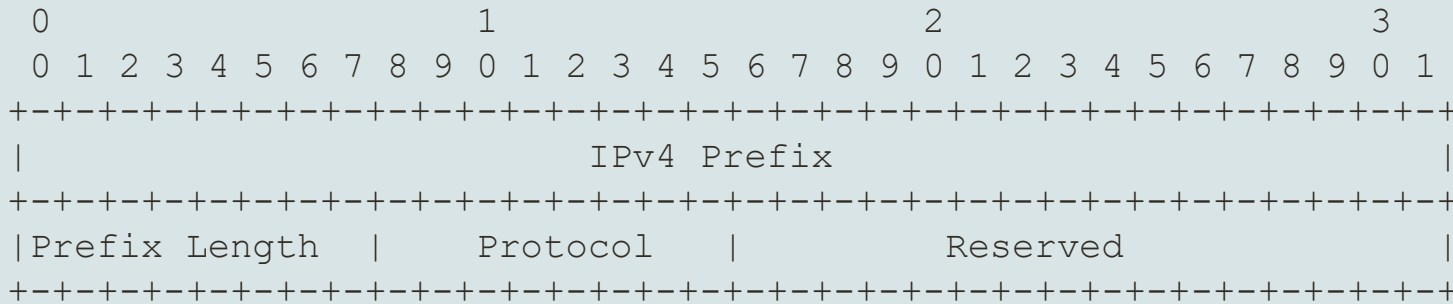 0                   1                   2                   3
 0 1 2 3 4 5 6 7 8 9 0 1 2 3 4 5 6 7 8 9 0 1 2 3 4 5 6 7 8 9 0 1
+-+-+-+-+-+-+-+-+-+-+-+-+-+-+-+-+-+-+-+-+-+-+-+-+-+-+-+-+-+-+-+-+
|                         IPv4 Prefix                           |
+-+-+-+-+-+-+-+-+-+-+-+-+-+-+-+-+-+-+-+-+-+-+-+-+-+-+-+-+-+-+-+-+
|Prefix Length  |    Protocol   |         Reserved              |
+-+-+-+-+-+-+-+-+-+-+-+-+-+-+-+-+-+-+-+-+-+-+-+-+-+-+-+-+-+-+-+-+